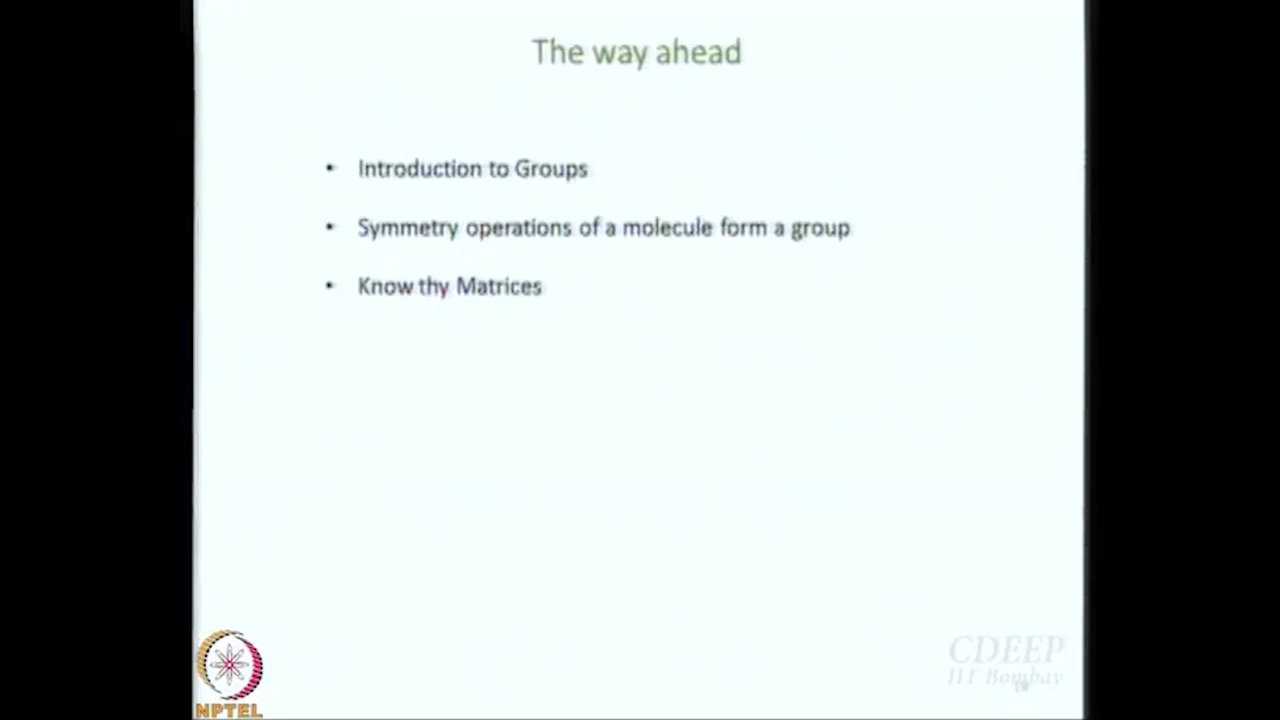 The way ahead
• Introduction to Groups
• Symmetry operations of a molecule form a group
• Know thy Matrices
CDEEP
IIT Bombay
NPTEL